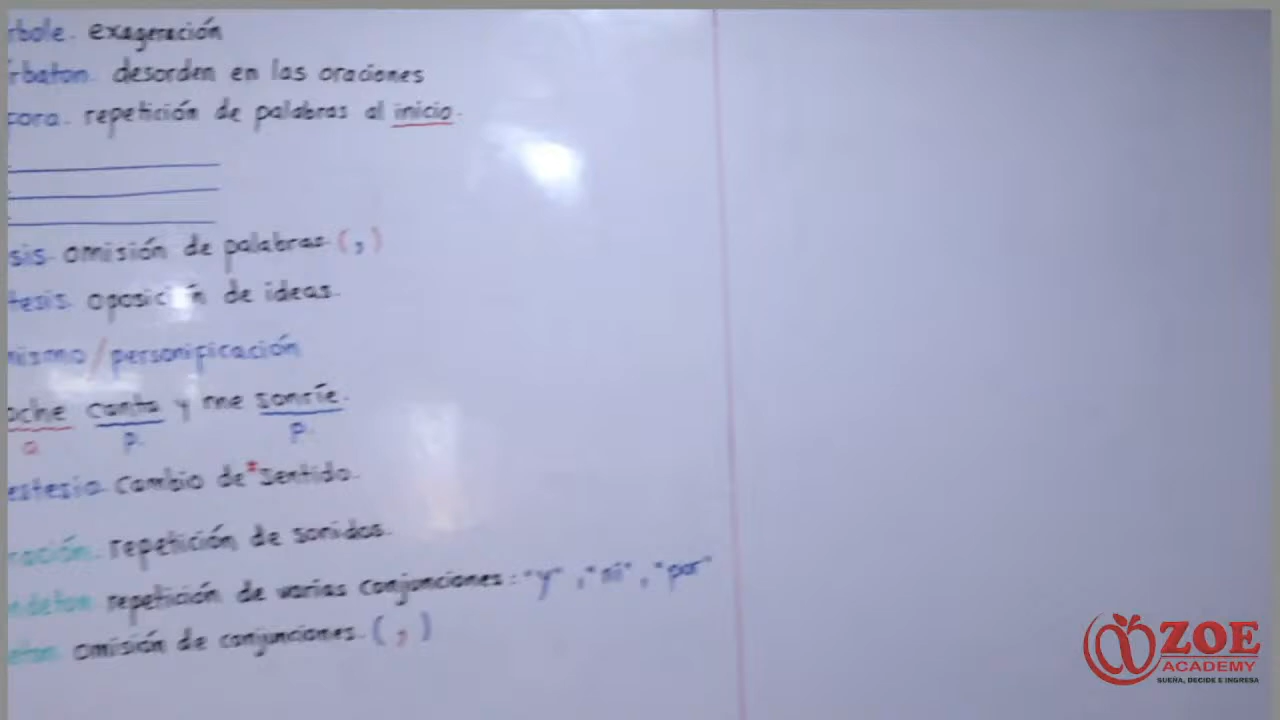 rbole. exageración
rbaton. desorden en las oraciones
fora. repetición de palabras al inicio.
sis. omisión de palabras (,)
tesis. oposición de ideas.
nismo / personificación
oche canta y me sonríe.
a p. p.
estesia. cambio de *sentido.
ración. repetición de sonidos.
ndeton. repetición de varias conjunciones: "y", "ni", "por"
eton. omisión de conjunciones. (,)
ZOE
ACADEMY
SUEÑA, DECIDE E INGRESA